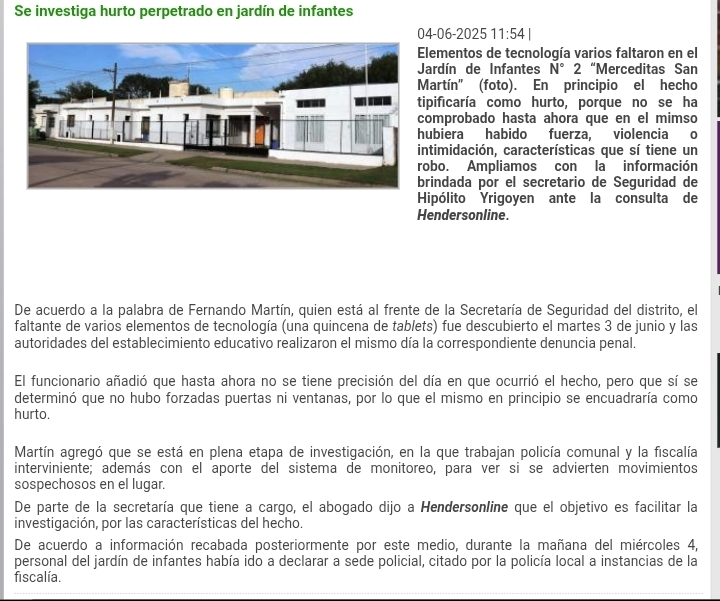 Se investiga hurto perpetrado en jardín de infantes
04-06-2025 11:54 |
Elementos de tecnología varios faltaron en el
Jardín de Infantes N° 2 “Merceditas San
Martín” (foto). En principio el hecho
tipificaría como hurto, porque no se ha
comprobado hasta ahora que en el mimso
hubiera habido fuerza, violencia o
intimidación, características que sí tiene un
robo. Ampliamos con la información
brindada por el secretario de Seguridad de
Hipólito Yrigoyen ante la consulta de
Hendersonline.
De acuerdo a la palabra de Fernando Martín, quien está al frente de la Secretaría de Seguridad del distrito, el
faltante de varios elementos de tecnología (una quincena de tablets) fue descubierto el martes 3 de junio y las
autoridades del establecimiento educativo realizaron el mismo día la correspondiente denuncia penal.
El funcionario añadió que hasta ahora no se tiene precisión del día en que ocurrió el hecho, pero que sí se
determinó que no hubo forzadas puertas ni ventanas, por lo que el mismo en principio se encuadraría como
hurto.
Martín agregó que se está en plena etapa de investigación, en la que trabajan policía comunal y la fiscalía
interviniente; además con el aporte del sistema de monitoreo, para ver si se advierten movimientos
sospechosos en el lugar.
De parte de la secretaría que tiene a cargo, el abogado dijo a Hendersonline que el objetivo es facilitar la
investigación, por las características del hecho.
De acuerdo a información recabada posteriormente por este medio, durante la mañana del miércoles 4,
personal del jardín de infantes había ido a declarar a sede policial, citado por la policía local a instancias de la
fiscalía.